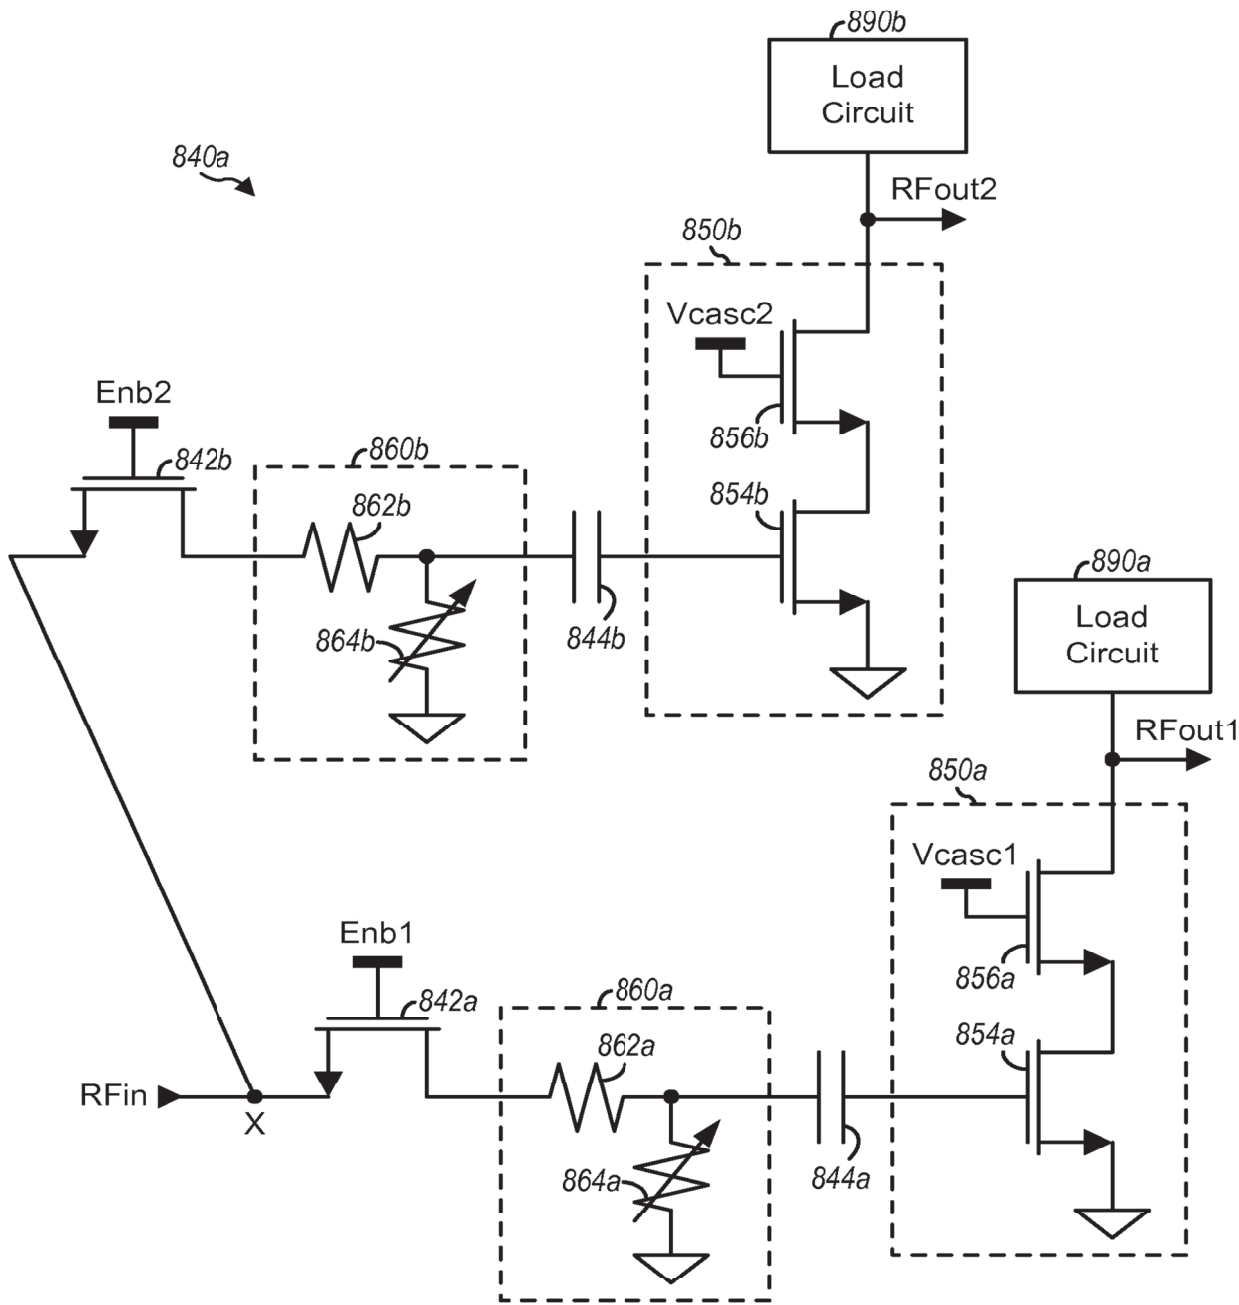 890b
Load
Circuit
840a
RFout2
850b
Vcasc2
Enb2
856b
842b
860b
854b
862b
864b
844b
890a
Load
Circuit
RFout1
850a
Vcasc1
Enb1
856a
842a
860a
854a
862a
RFin
X
864a
844a